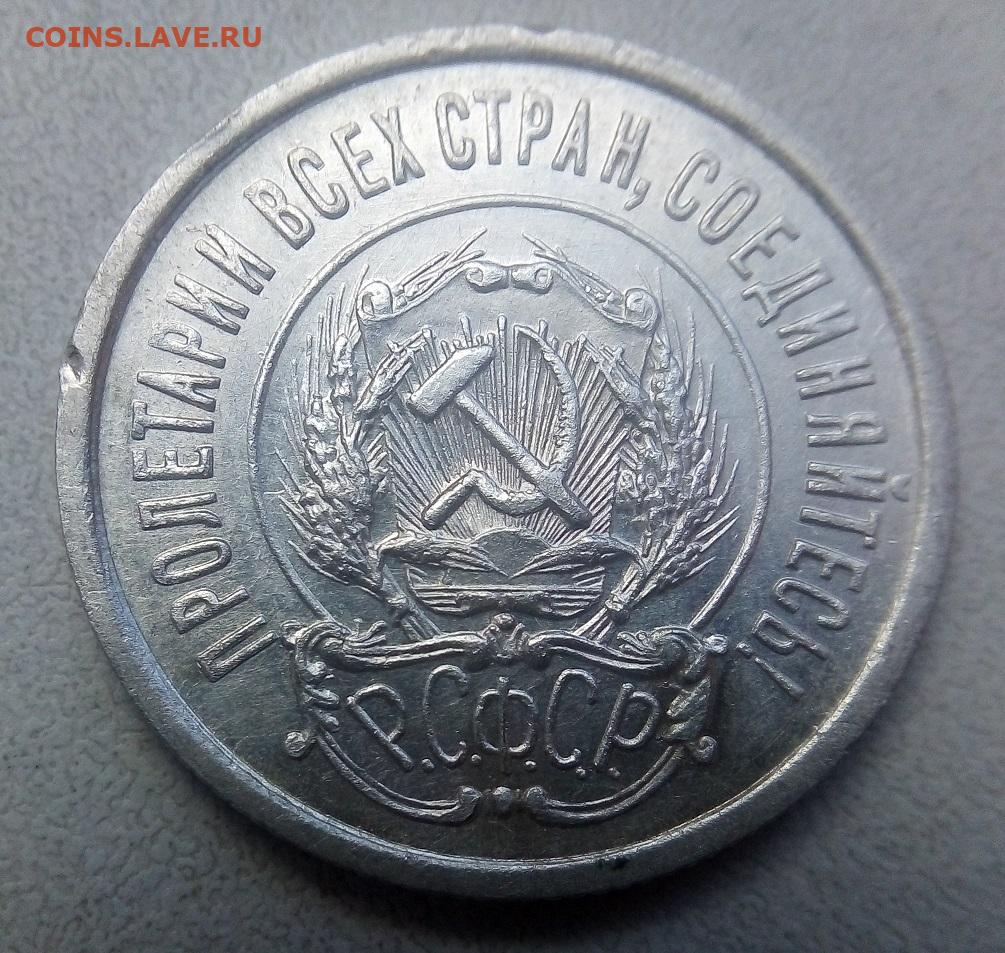 COINS.LAVE.RU
ПРОЛЕТАРИИ ВСЕХ СТРАН, СОЕДИНЯЙТЕСЬ!
Р.С.Ф.С.Р.